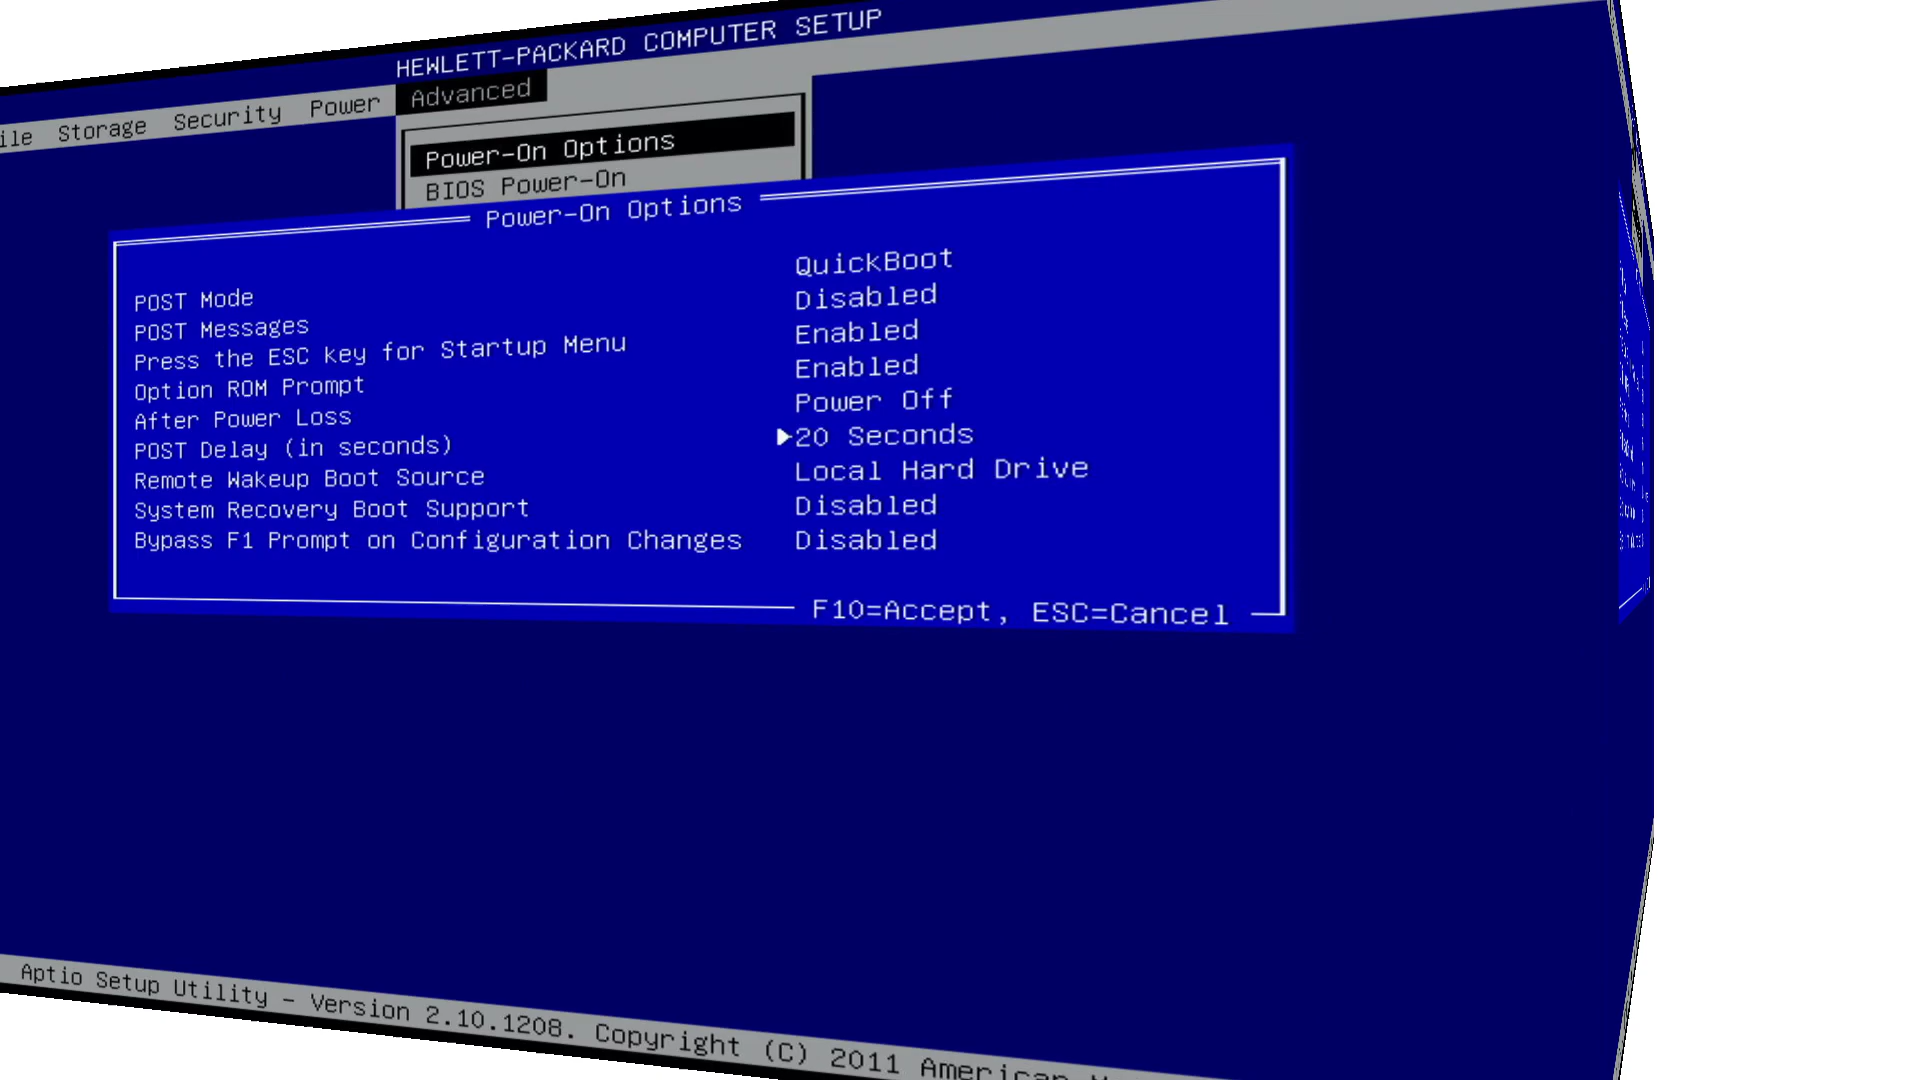 HEWLETT-PACKARD COMPUTER SETUP
ile Storage Security Power Advanced
Power-On Options
BIOS Power-On
Power-On Options
POST Mode QuickBoot
POST Messages Disabled
Press the ESC key for Startup Menu Enabled
Option ROM Prompt Enabled
After Power Loss Power Off
POST Delay (in seconds) ▶20 Seconds
Remote Wakeup Boot Source Local Hard Drive
System Recovery Boot Support Disabled
Bypass F1 Prompt on Configuration Changes Disabled
F10=Accept, ESC=Cancel
Aptio Setup Utility - Version 2.10.1208. Copyright (C) 2011 American